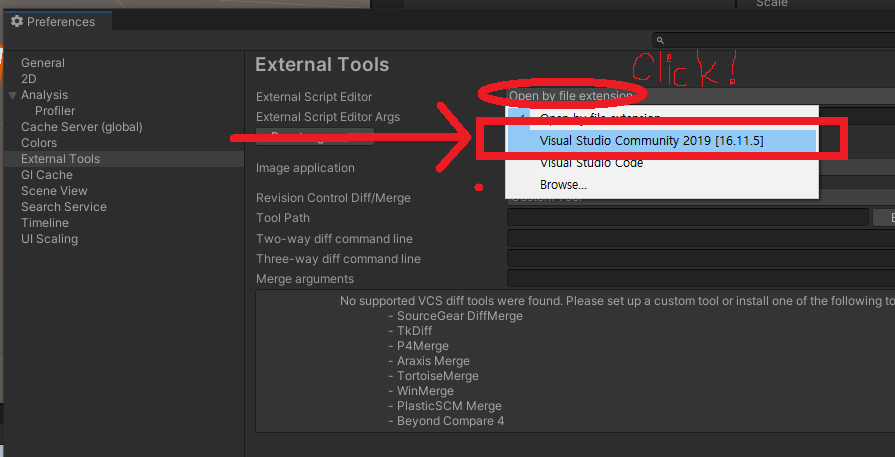 Scale
Preferences
General
2D
Analysis
Profiler
Cache Server (global)
Colors
External Tools
GI Cache
Scene View
Search Service
Timeline
UI Scaling
External Tools
Click!
External Script Editor
Open by file extension
External Script Editor Args
Open by file extension
Visual Studio Community 2019 [16.11.5]
Visual Studio Code
Browse...
Image application
Revision Control Diff/Merge
Custom Tool
Tool Path
Two-way diff command line
Three-way diff command line
Merge arguments
No supported VCS diff tools were found. Please set up a custom tool or install one of the following to
- SourceGear DiffMerge
- TkDiff
- P4Merge
- Araxis Merge
- TortoiseMerge
- WinMerge
- PlasticSCM Merge
- Beyond Compare 4